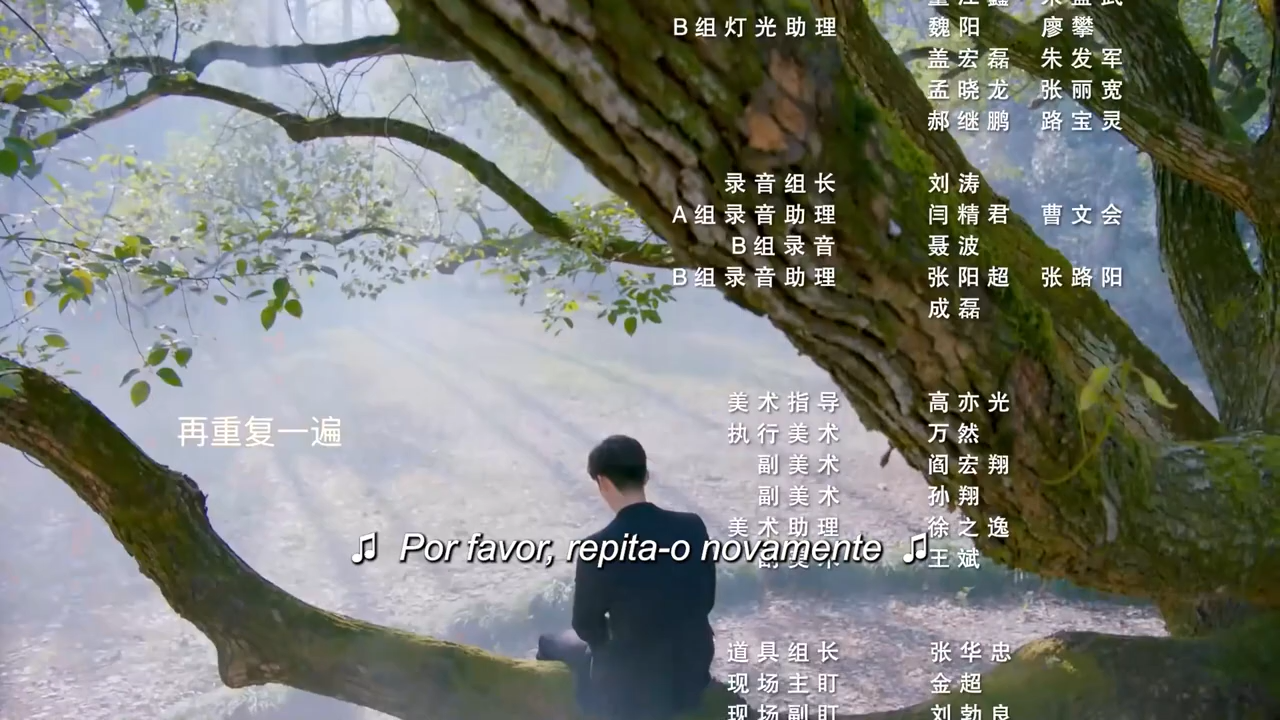 B组灯光助理 魏阳 廖攀
盖宏磊 朱发军
孟晓龙 张丽宽
郝继鹏 路宝灵
录音组长 刘涛
A组录音助理 闫精君 曹文会
B组录音 聂波
B组录音助理 张阳超 张路阳
成磊
美术指导 高亦光
执行美术 万然
再重复一遍
副美术 阎宏翔
副美术 孙翔
美术助理 徐之逸
♫ Por favor, repita-o novamente ♫
王斌
道具组长 张华忠
现场主盯 金超
现场副盯 刘勃良